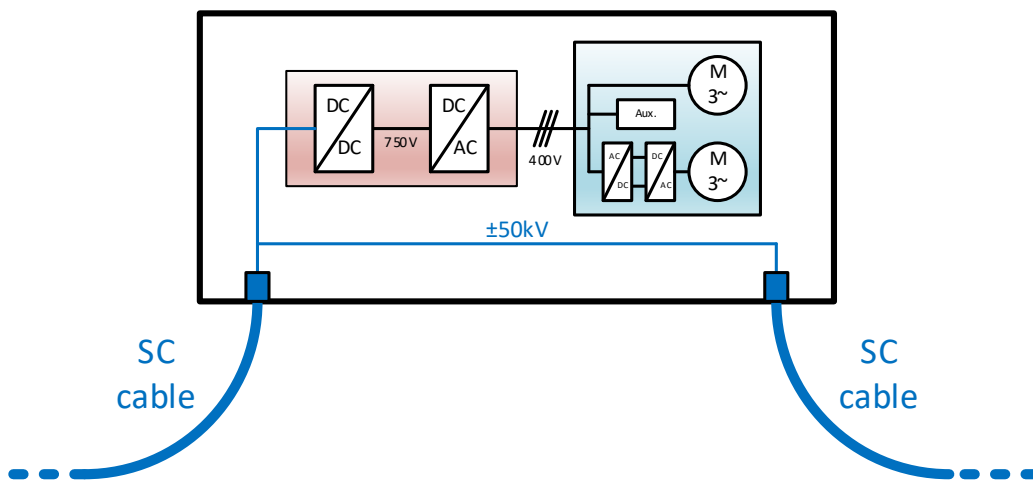 DC
DC
750V
DC
AC
400V
M
3~
Aux.
AC
DC
DC
AC
M
3~
±50kV
SC
cable
SC
cable